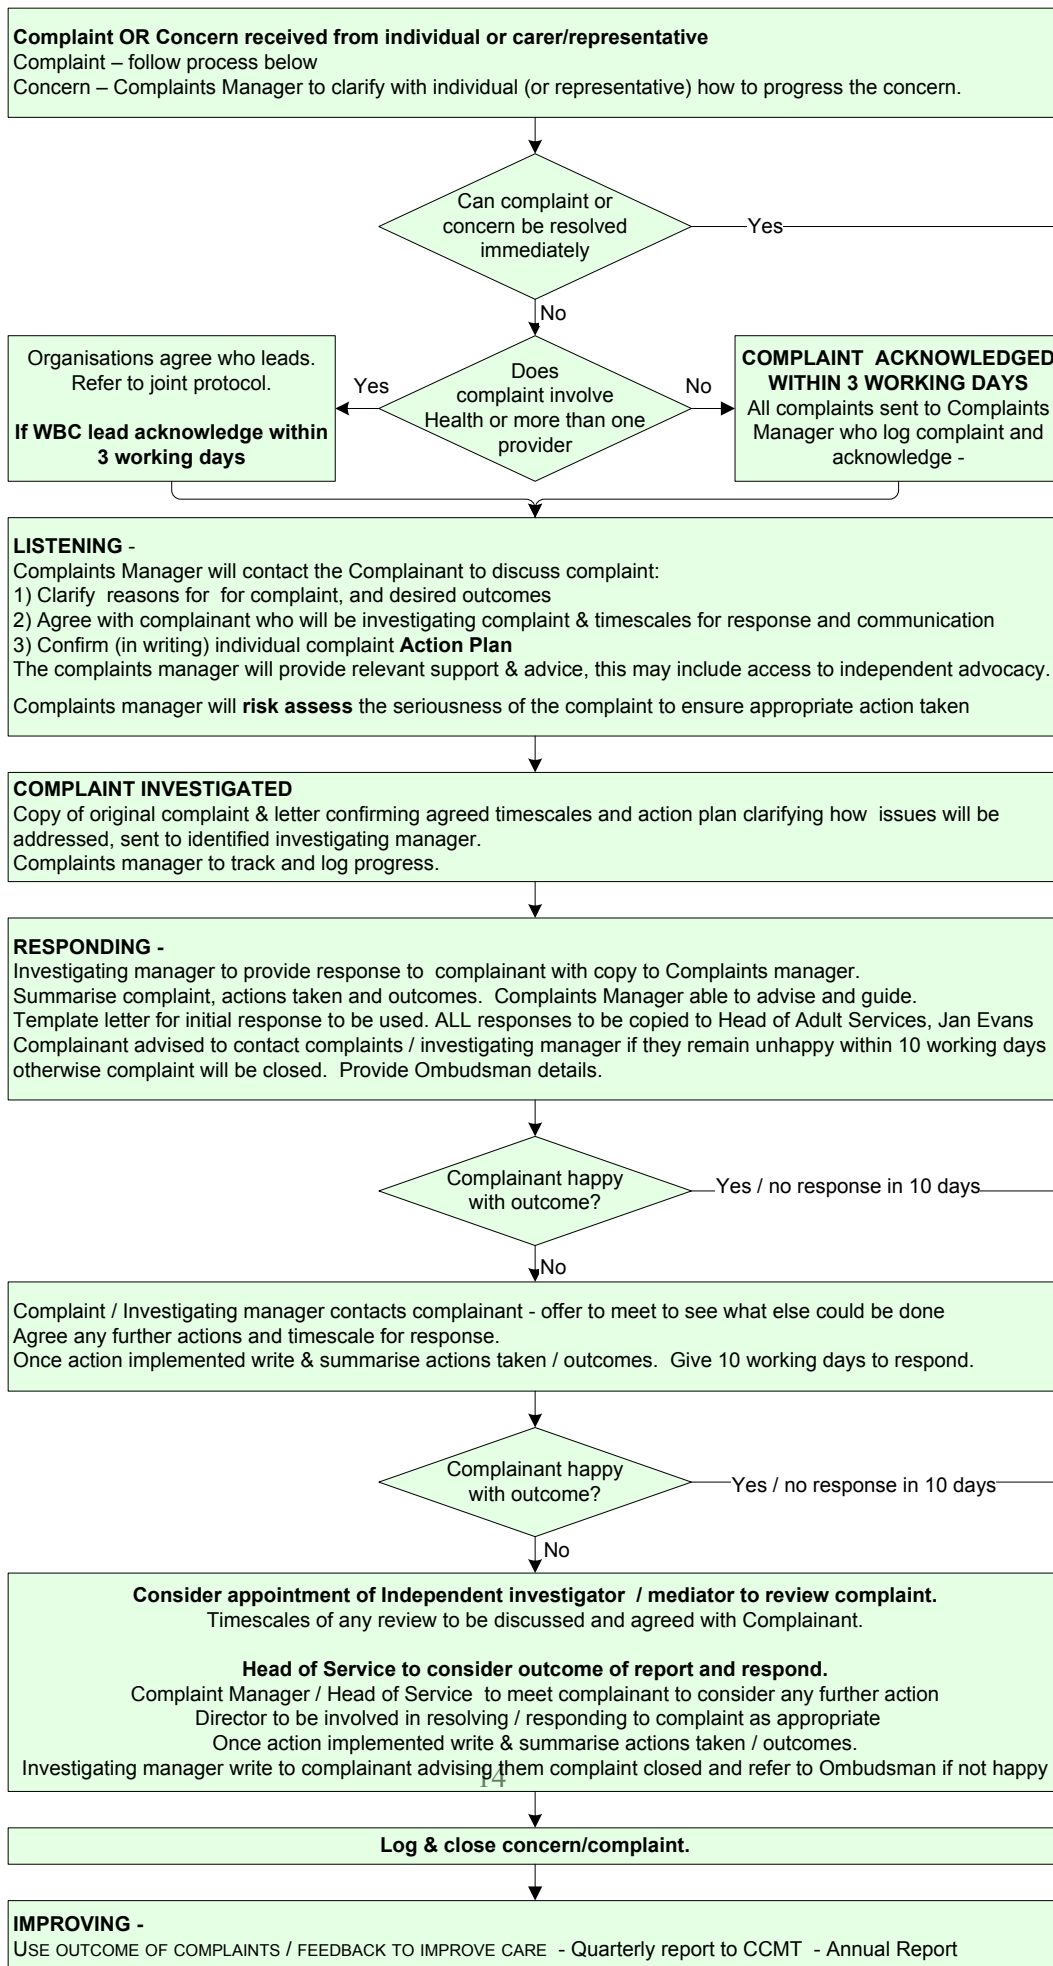 Complaint OR Concern received from individual or carer/representative
Complaint – follow process below
Concern – Complaints Manager to clarify with individual (or representative) how to progress the concern.
Can complaint or
concern be resolved
immediately
Yes
No
Organisations agree who leads.
Refer to joint protocol.
If WBC lead acknowledge within
3 working days
Yes
Does
complaint involve
Health or more than one
provider
No
COMPLAINT ACKNOWLEDGED
WITHIN 3 WORKING DAYS
All complaints sent to Complaints
Manager who log complaint and
acknowledge -
LISTENING -
Complaints Manager will contact the Complainant to discuss complaint:
1) Clarify reasons for for complaint, and desired outcomes
2) Agree with complainant who will be investigating complaint & timescales for response and communication
3) Confirm (in writing) individual complaint Action Plan
The complaints manager will provide relevant support & advice, this may include access to independent advocacy.
Complaints manager will risk assess the seriousness of the complaint to ensure appropriate action taken
COMPLAINT INVESTIGATED
Copy of original complaint & letter confirming agreed timescales and action plan clarifying how issues will be
addressed, sent to identified investigating manager.
Complaints manager to track and log progress.
RESPONDING -
Investigating manager to provide response to complainant with copy to Complaints manager.
Summarise complaint, actions taken and outcomes. Complaints Manager able to advise and guide.
Template letter for initial response to be used. ALL responses to be copied to Head of Adult Services, Jan Evans
Complainant advised to contact complaints / investigating manager if they remain unhappy within 10 working days
otherwise complaint will be closed. Provide Ombudsman details.
Complainant happy
with outcome?
Yes / no response in 10 days
No
Complaint / Investigating manager contacts complainant - offer to meet to see what else could be done
Agree any further actions and timescale for response.
Once action implemented write & summarise actions taken / outcomes. Give 10 working days to respond.
Complainant happy
with outcome?
Yes / no response in 10 days
No
Consider appointment of Independent investigator / mediator to review complaint.
Timescales of any review to be discussed and agreed with Complainant.
Head of Service to consider outcome of report and respond.
Complaint Manager / Head of Service to meet complainant to consider any further action
Director to be involved in resolving / responding to complaint as appropriate
Once action implemented write & summarise actions taken / outcomes.
Investigating manager write to complainant advising them complaint closed and refer to Ombudsman if not happy
14
Log & close concern/complaint.
IMPROVING -
USE OUTCOME OF COMPLAINTS / FEEDBACK TO IMPROVE CARE - Quarterly report to CCMT - Annual Report